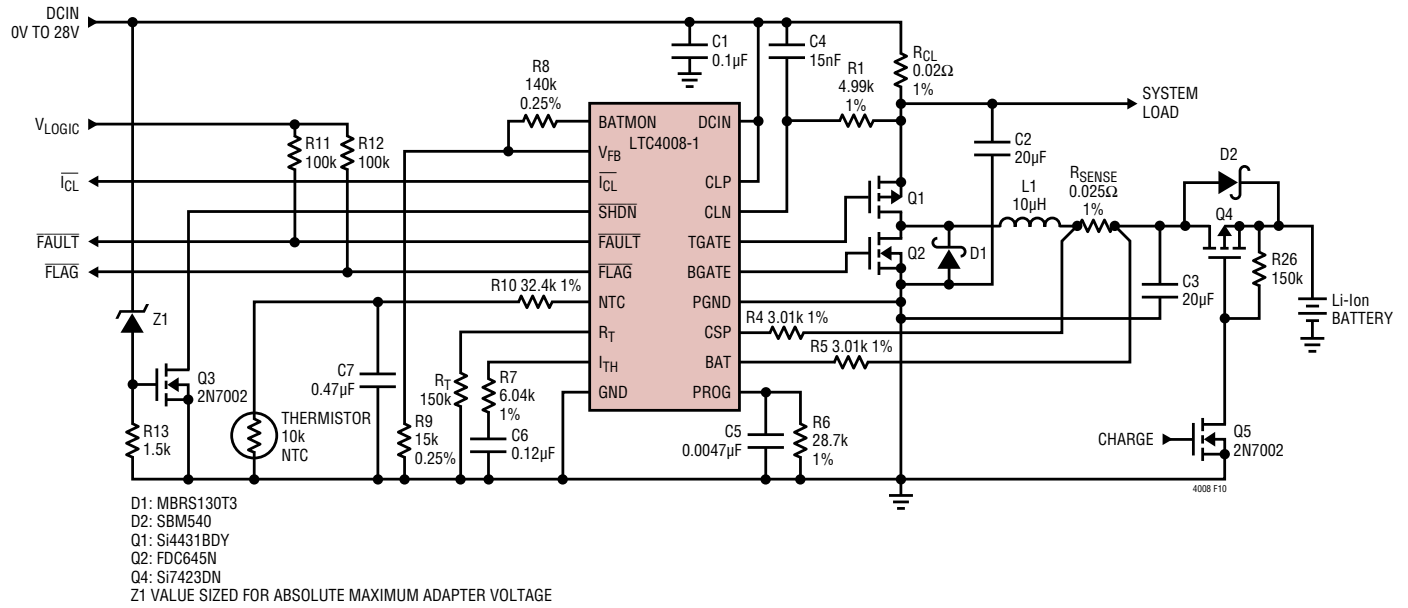 DCIN
0V TO 28V
C1
0.1µF
C4
15nF
R1
4.99k
1%
RCL
0.02Ω
1%
SYSTEM
LOAD
R8
140k
0.25%
VLOGIC
R11
100k
R12
100k
BATMON
DCIN
LTC4008-1
VFB
ICL
CLP
SHDN
CLN
FAULT
TGATE
FLAG
BGATE
NTC
PGND
RT
CSP
ITH
BAT
GND
PROG
ICL
FAULT
FLAG
C2
20µF
Q1
Q2
D1
L1
10µH
RSENSE
0.025Ω
1%
D2
Q4
R26
150k
C3
20µF
Li-Ion
BATTERY
R10 32.4k 1%
R4 3.01k 1%
R5 3.01k 1%
Z1
Q3
2N7002
R13
1.5k
C7
0.47µF
THERMISTOR
10k
NTC
RT
150k
R7
6.04k
1%
R9
15k
0.25%
C6
0.12µF
C5
0.0047µF
R6
28.7k
1%
CHARGE
Q5
2N7002
4008 F10
D1: MBRS130T3
D2: SBM540
Q1: Si4431BDY
Q2: FDC645N
Q4: Si7423DN
Z1 VALUE SIZED FOR ABSOLUTE MAXIMUM ADAPTER VOLTAGE